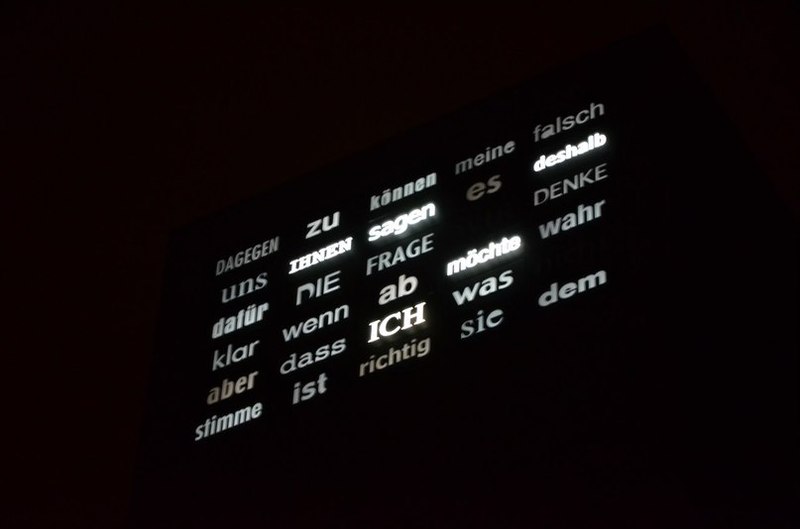 DAGEGEN zu können meine falsch
uns IHNEN sagen es deshalb
dafür DIE FRAGE DENKE
klar wenn ab möchte wahr
aber dass ICH was
stimme ist richtig sie dem